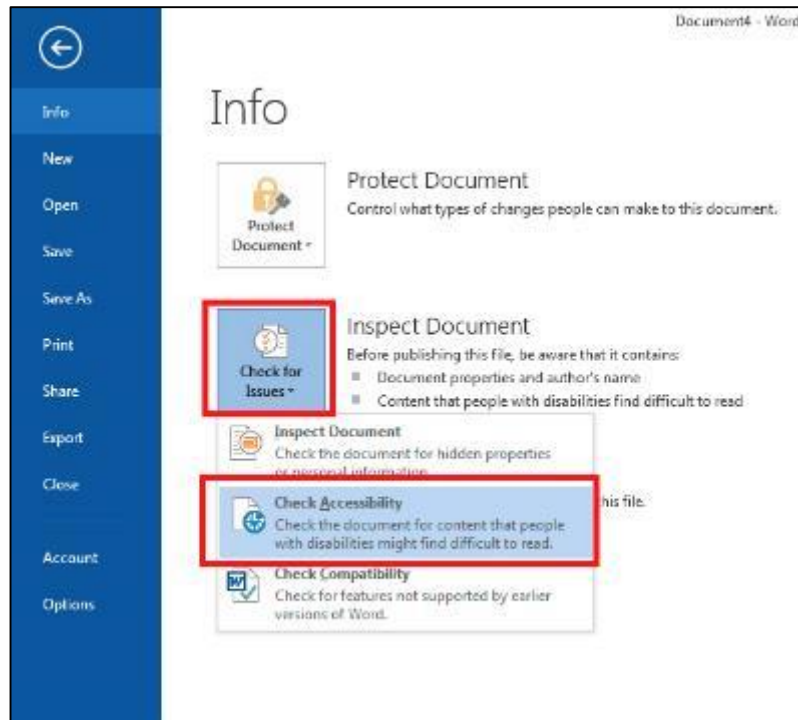 Document4 - Word
Info
New
Open
Save
Save As
Print
Share
Export
Close
Account
Options
Info
Protect
Document
Protect Document
Control what types of changes people can make to this document.
Check for
Issues
Inspect Document
Before publishing this file, be aware that it contains:
Document properties and author's name
Content that people with disabilities find difficult to read
Inspect Document
Check the document for hidden properties
or personal information.
Check Accessibility
Check the document for content that people
with disabilities might find difficult to read.
his file.
Check Compatibility
Check for features not supported by earlier
versions of Word.